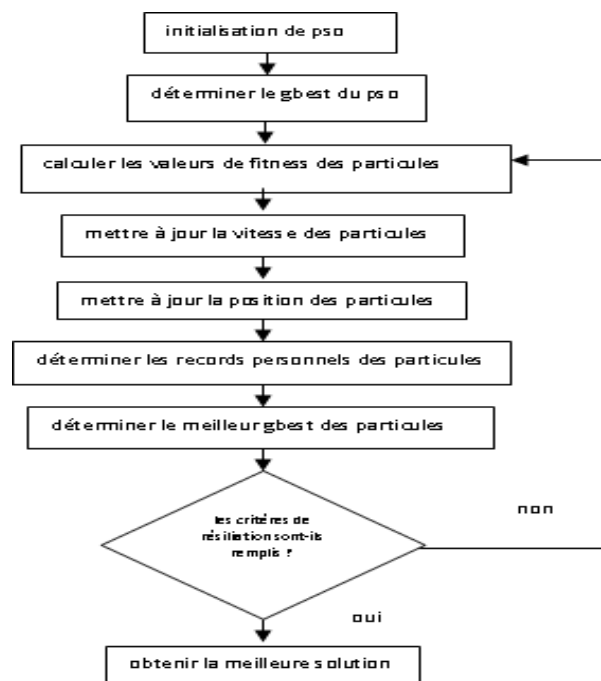 initialisation de pso
déterminer le gbest du pso
calculer les valeurs de fitness des particules
mettre à jour la vitesse des particules
mettre à jour la position des particules
déterminer les records personnels des particules
déterminer le meilleur gbest des particules
les critères de
résiliation sont-ils
remplis ?
non
oui
obtenir la meilleure solution